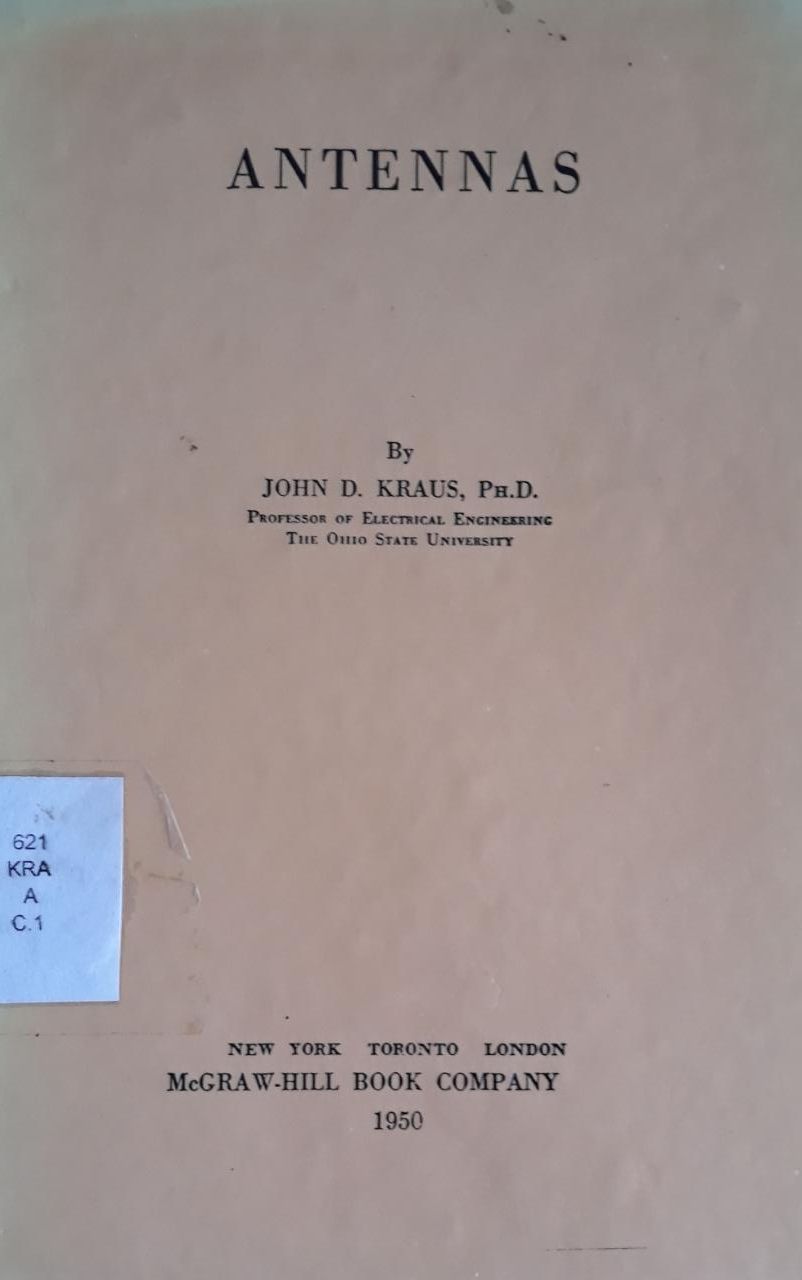 ANTENNAS
By
JOHN D. KRAUS, PH.D.
PROFESSOR OF ELECTRICAL ENGINEERING
THE OHIO STATE UNIVERSITY
621
KRA
A
C.1
NEW YORK TORONTO LONDON
McGRAW-HILL BOOK COMPANY
1950